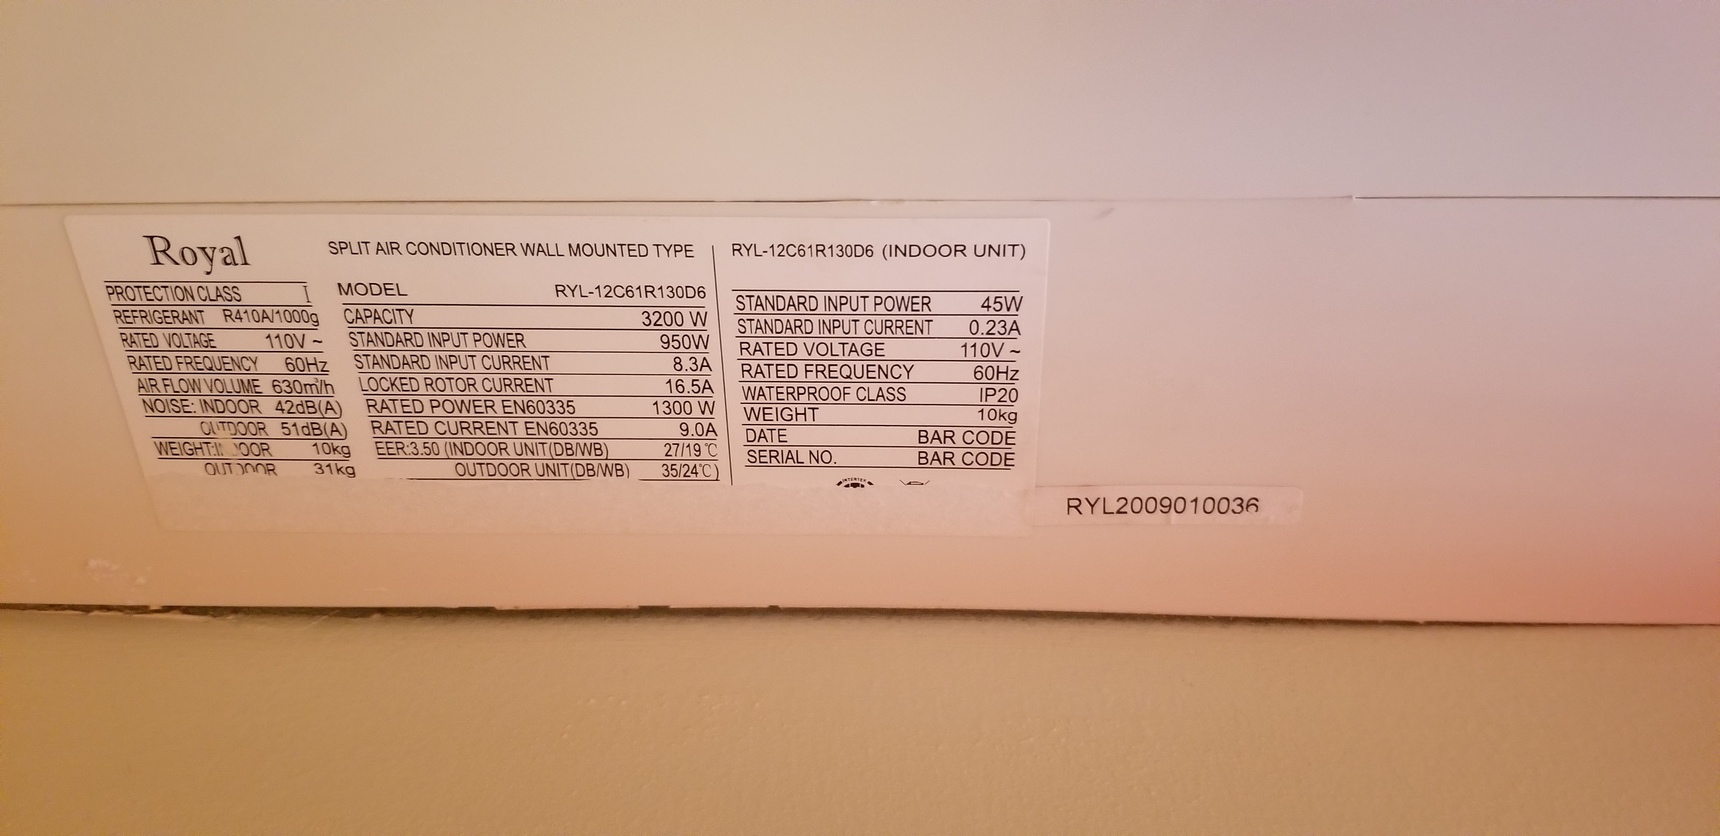 Royal
SPLIT AIR CONDITIONER WALL MOUNTED TYPE
PROTECTION CLASS I
REFRIGERANT R410A/1000g
RATED VOLTAGE 110V ~
RATED FREQUENCY 60Hz
AIR FLOW VOLUME 630m³/h
NOISE: INDOOR 42dB(A)
OUTDOOR 51dB(A)
WEIGHT: INDOOR 10kg
OUTDOOR 31kg
MODEL RYL-12C61R130D6
CAPACITY 3200 W
STANDARD INPUT POWER 950W
STANDARD INPUT CURRENT 8.3A
LOCKED ROTOR CURRENT 16.5A
RATED POWER EN60335 1300 W
RATED CURRENT EN60335 9.0A
EER:3.50 (INDOOR UNIT(DB/WB) 27/19℃
OUTDOOR UNIT(DB/WB) 35/24℃)
RYL-12C61R130D6 (INDOOR UNIT)
STANDARD INPUT POWER 45W
STANDARD INPUT CURRENT 0.23A
RATED VOLTAGE 110V ~
RATED FREQUENCY 60Hz
WATERPROOF CLASS IP20
WEIGHT 10kg
DATE BAR CODE
SERIAL NO. BAR CODE
INTERTEK
RYL2009010036